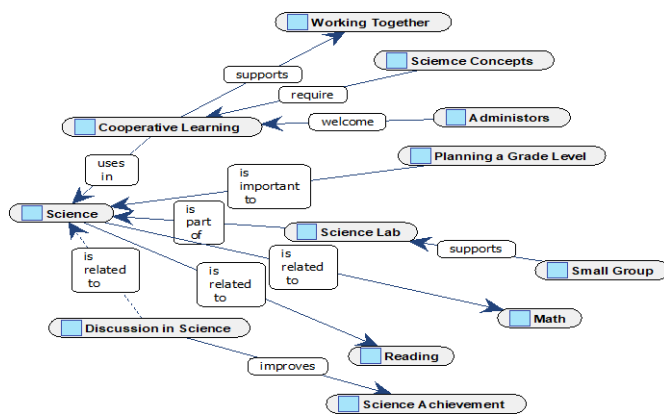 Working Together
supports
Sciemce Concepts
require
Cooperative Learning
welcome
Administors
uses
in
Planning a Grade Level
is
important
to
Science
is
part
of
Science Lab
supports
is
related
to
is
related
to
is
related
to
Small Group
Math
Discussion in Science
Reading
improves
Science Achievement